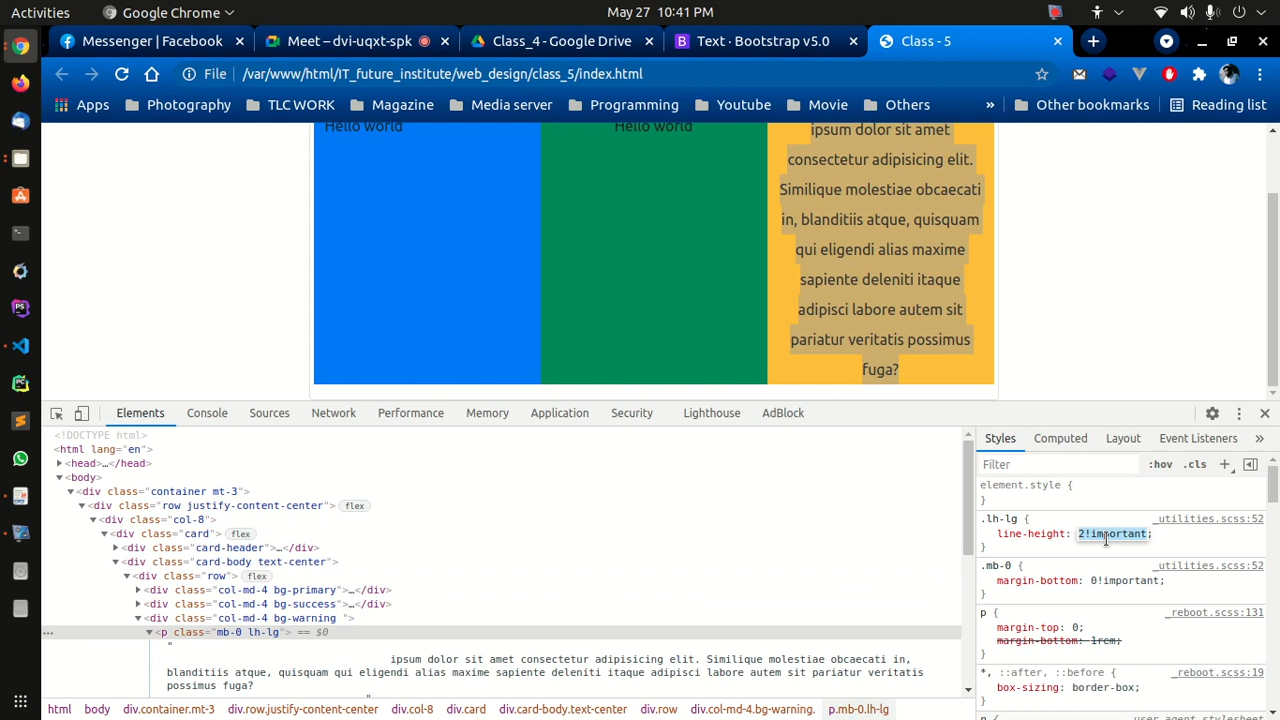 Activities
Google Chrome
May 27 10:41 PM
Messenger | Facebook
Meet – dvi-uqxt-spk
Class_4 - Google Drive
Text · Bootstrap v5.0
Class - 5
File
/var/www/html/IT_future_institute/web_design/class_5/index.html
Apps
Photography
TLC WORK
Magazine
Media server
Programming
Youtube
Movie
Others
»
Other bookmarks
Reading list
Hello world
Hello world
ipsum dolor sit amet
consectetur adipisicing elit.
Similique molestiae obcaecati
in, blanditiis atque, quisquam
qui eligendi alias maxime
sapiente deleniti itaque
adipisci labore autem sit
pariatur veritatis possimus
fuga?
Elements
Console
Sources
Network
Performance
Memory
Application
Security
Lighthouse
AdBlock
<!DOCTYPE html>
<html lang="en">
<head>…</head>
<body>
<div class="container mt-3">
<div class="row justify-content-center"> flex
<div class="col-8">
<div class="card"> flex
<div class="card-header">…</div>
<div class="card-body text-center">
<div class="row"> flex
<div class="col-md-4 bg-primary">…</div>
<div class="col-md-4 bg-success">…</div>
<div class="col-md-4 bg-warning ">
<p class="mb-0 lh-lg"> == $0
"
ipsum dolor sit amet consectetur adipisicing elit. Similique molestiae obcaecati in,
blanditiis atque, quisquam qui eligendi alias maxime sapiente deleniti itaque adipisci labore autem sit pariatur veritatis
possimus fuga?
"
html
body
div.container.mt-3
div.row.justify-content-center
div.col-8
div.card
div.card-body.text-center
div.row
div.col-md-4.bg-warning.
p.mb-0.lh-lg
Styles
Computed
Layout
Event Listeners
»
Filter
:hov .cls +
element.style {
}
.lh-lg {
_utilities.scss:52
line-height: 2!important;
}
.mb-0 {
_utilities.scss:52
margin-bottom: 0!important;
}
p {
_reboot.scss:131
margin-top: 0;
margin-bottom: 1rem;
}
*, ::after, ::before {
_reboot.scss:19
box-sizing: border-box;
}
p {
user agent stylesheet